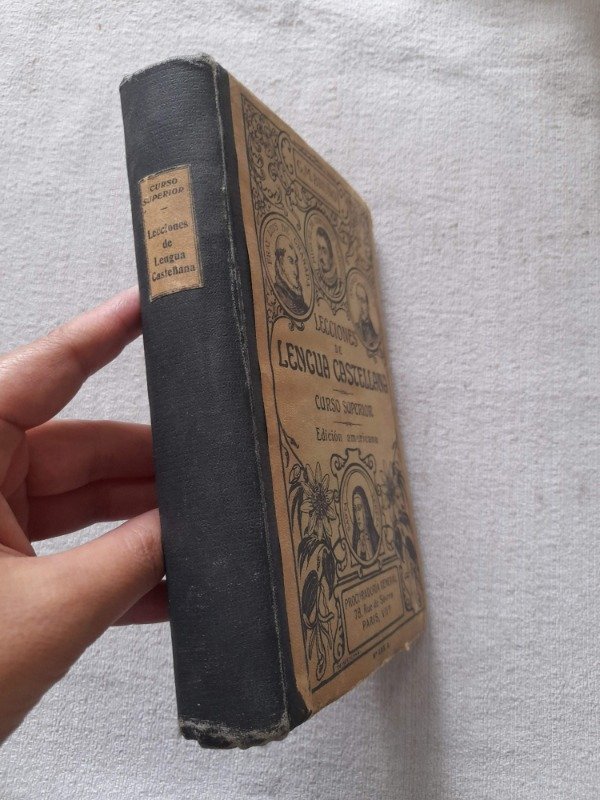 CURSO
SUPERIOR
Lecciones
de
Lengua
Castellana
LECCIONES
DE
LENGUA CASTELLANA
CURSO SUPERIOR
Edición americana
PROCURADURIA GENERAL
78, Rue de Sèvres
PARIS, VII